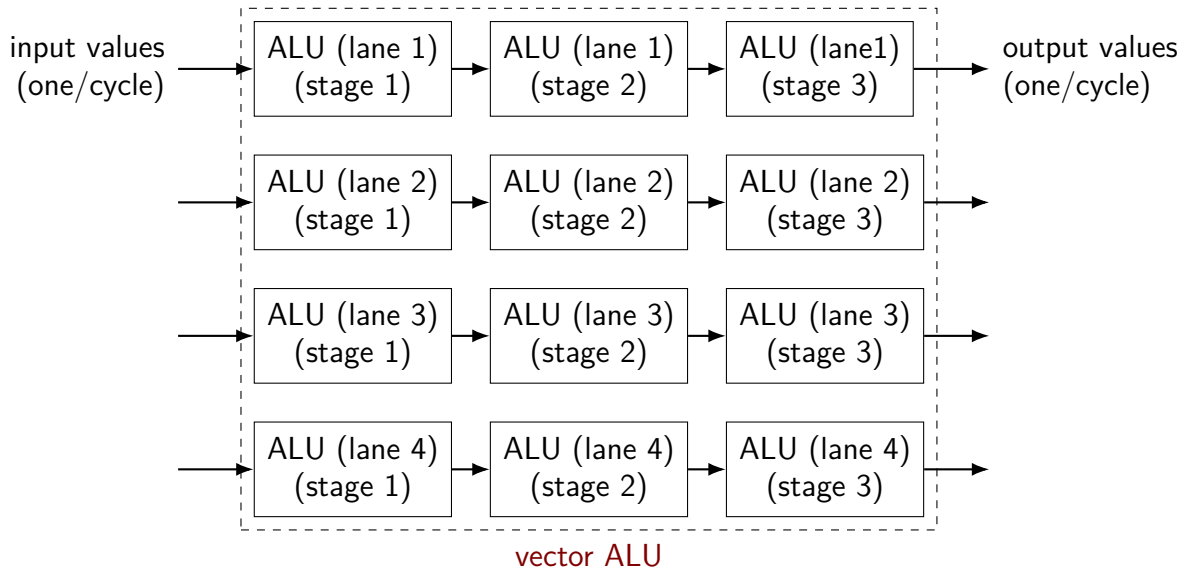 input values
(one/cycle)
ALU (lane 1)
(stage 1)
ALU (lane 1)
(stage 2)
ALU (lane1)
(stage 3)
output values
(one/cycle)
ALU (lane 2)
(stage 1)
ALU (lane 2)
(stage 2)
ALU (lane 2)
(stage 3)
ALU (lane 3)
(stage 1)
ALU (lane 3)
(stage 2)
ALU (lane 3)
(stage 3)
ALU (lane 4)
(stage 1)
ALU (lane 4)
(stage 2)
ALU (lane 4)
(stage 3)
vector ALU